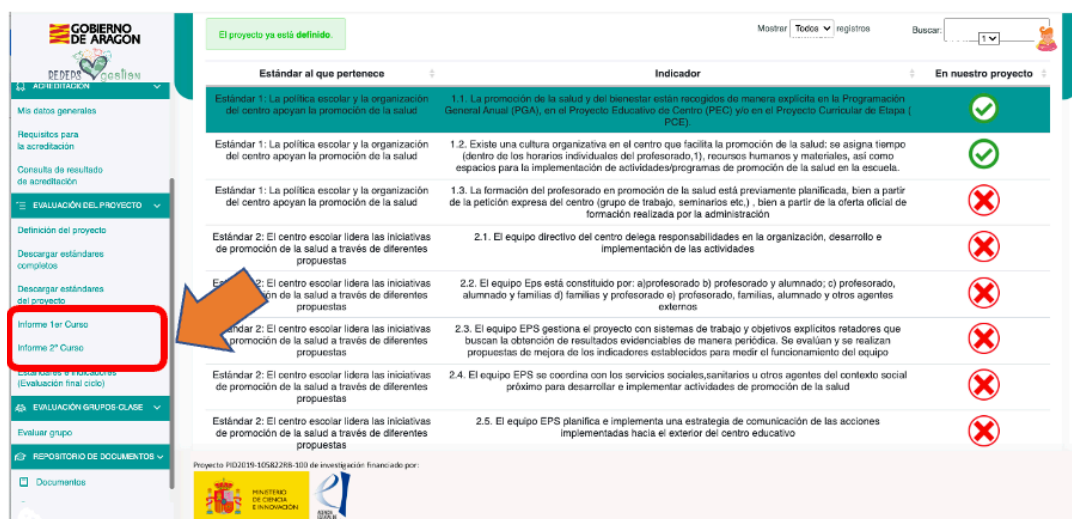 GOBIERNO
DE ARAGON
REDEPS gestion
ACREDITACIÓN
Mis datos generales
Requisitos para
la acreditación
Consulta de resultado
de acreditación
EVALUACIÓN DEL PROYECTO
Definición del proyecto
Descargar estándares
completos
Descargar estándares
del proyecto
Informe 1er Curso
Informe 2º Curso
Estándares e indicadores
(Evaluación final ciclo)
EVALUACIÓN GRUPOS-CLASE
Evaluar grupo
REPOSITORIO DE DOCUMENTOS
Documentos
El proyecto ya está definido.
Mostrar Todos registros
Buscar:
1
Estándar al que pertenece
Indicador
En nuestro proyecto
Estándar 1: La política escolar y la organización
del centro apoyan la promoción de la salud
1.1. La promoción de la salud y del bienestar están recogidos de manera explícita en la Programación
General Anual (PGA), en el Proyecto Educativo de Centro (PEC) y/o en el Proyecto Curricular de Etapa (
PCE).
Estándar 1: La política escolar y la organización
del centro apoyan la promoción de la salud
1.2. Existe una cultura organizativa en el centro que facilita la promoción de la salud: se asigna tiempo
(dentro de los horarios individuales del profesorado,1), recursos humanos y materiales, así como
espacios para la implementación de actividades/programas de promoción de la salud en la escuela.
Estándar 1: La política escolar y la organización
del centro apoyan la promoción de la salud
1.3. La formación del profesorado en promoción de la salud está previamente planificada, bien a partir
de la petición expresa del centro (grupo de trabajo, seminarios etc,) , bien a partir de la oferta oficial de
formación realizada por la administración
Estándar 2: El centro escolar lidera las iniciativas
de promoción de la salud a través de diferentes
propuestas
2.1. El equipo directivo del centro delega responsabilidades en la organización, desarrollo e
implementación de las actividades
2: El centro escolar lidera las iniciativas
de la salud a través de diferentes
propuestas
2.2. El equipo Eps está constituido por: a)profesorado b) profesorado y alumnado; c) profesorado,
alumnado y familias d) familias y profesorado e) profesorado, familias, alumnado y otros agentes
externos
2: El centro escolar lidera las iniciativas
promoción de la salud a través de diferentes
propuestas
2.3. El equipo EPS gestiona el proyecto con sistemas de trabajo y objetivos explícitos retadores que
buscan la obtención de resultados evidenciables de manera periódica. Se evalúan y se realizan
propuestas de mejora de los indicadores establecidos para medir el funcionamiento del equipo
Estándar 2: El centro escolar lidera las iniciativas
de promoción de la salud a través de diferentes
propuestas
2.4. El equipo EPS se coordina con los servicios sociales,sanitarios u otros agentes del contexto social
próximo para desarrollar e implementar actividades de promoción de la salud
Estándar 2: El centro escolar lidera las iniciativas
de promoción de la salud a través de diferentes
propuestas
2.5. El equipo EPS planifica e implementa una estrategia de comunicación de las acciones
implementadas hacia el exterior del centro educativo
Proyecto PID2019-105822RB-100 de investigación financiado por:
MINISTERIO
DE CIENCIA
E INNOVACIÓN